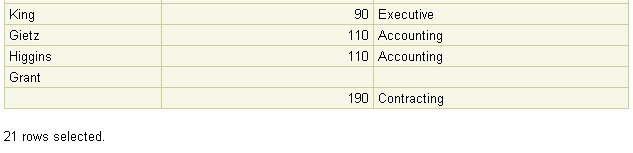 King 90 Executive
Gietz 110 Accounting
Higgins 110 Accounting
Grant
190 Contracting
21 rows selected.